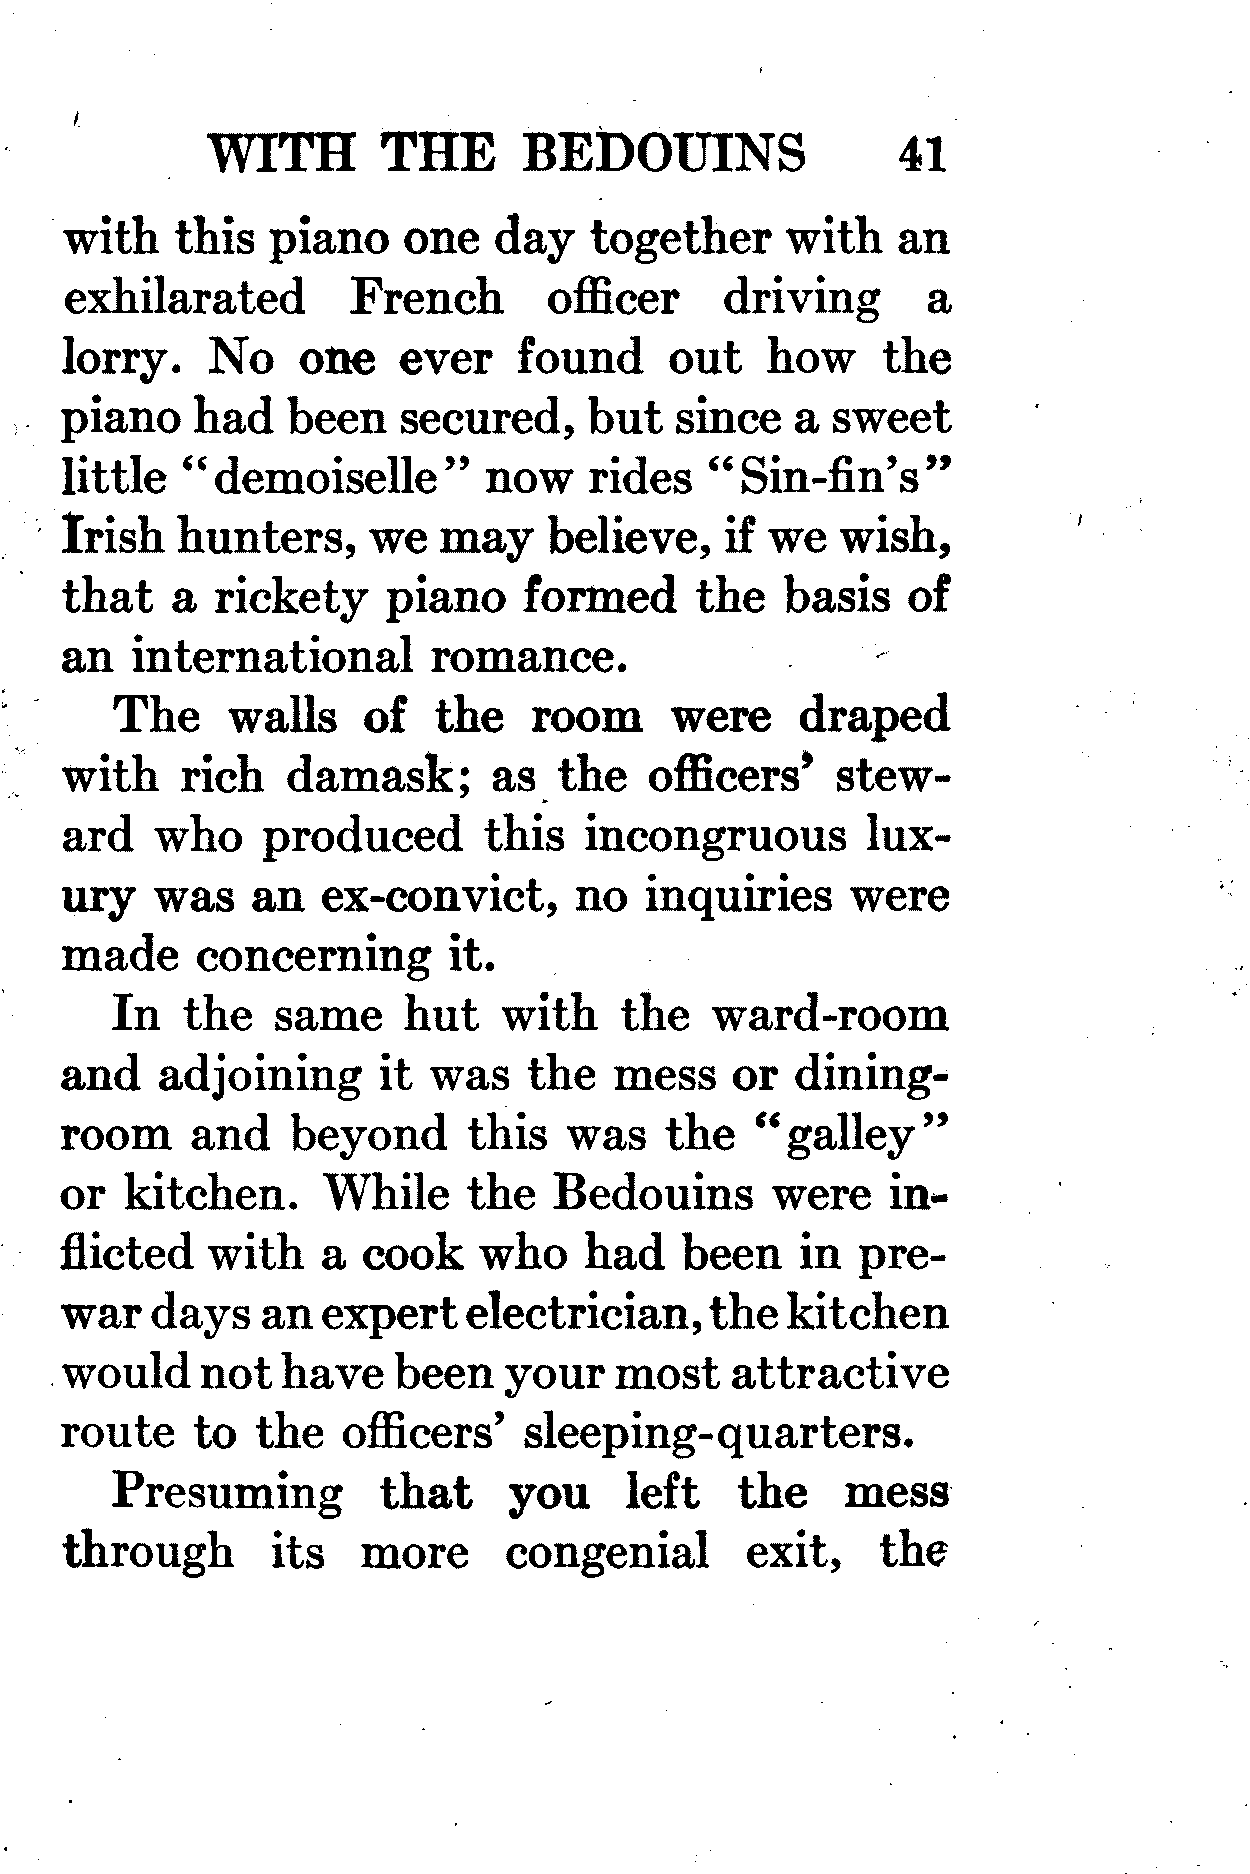 WITH THE BEDOUINS 41
with this piano one day together with an
exhilarated French officer driving a
lorry. No one ever found out how the
piano had been secured, but since a sweet
little “demoiselle” now rides “Sin-fin’s”
Irish hunters, we may believe, if we wish,
that a rickety piano formed the basis of
an international romance.
The walls of the room were draped
with rich damask; as the officers’ stew-
ard who produced this incongruous lux-
ury was an ex-convict, no inquiries were
made concerning it.
In the same hut with the ward-room
and adjoining it was the mess or dining-
room and beyond this was the “galley”
or kitchen. While the Bedouins were in-
flicted with a cook who had been in pre-
war days an expert electrician, the kitchen
would not have been your most attractive
route to the officers’ sleeping-quarters.
Presuming that you left the mess
through its more congenial exit, the